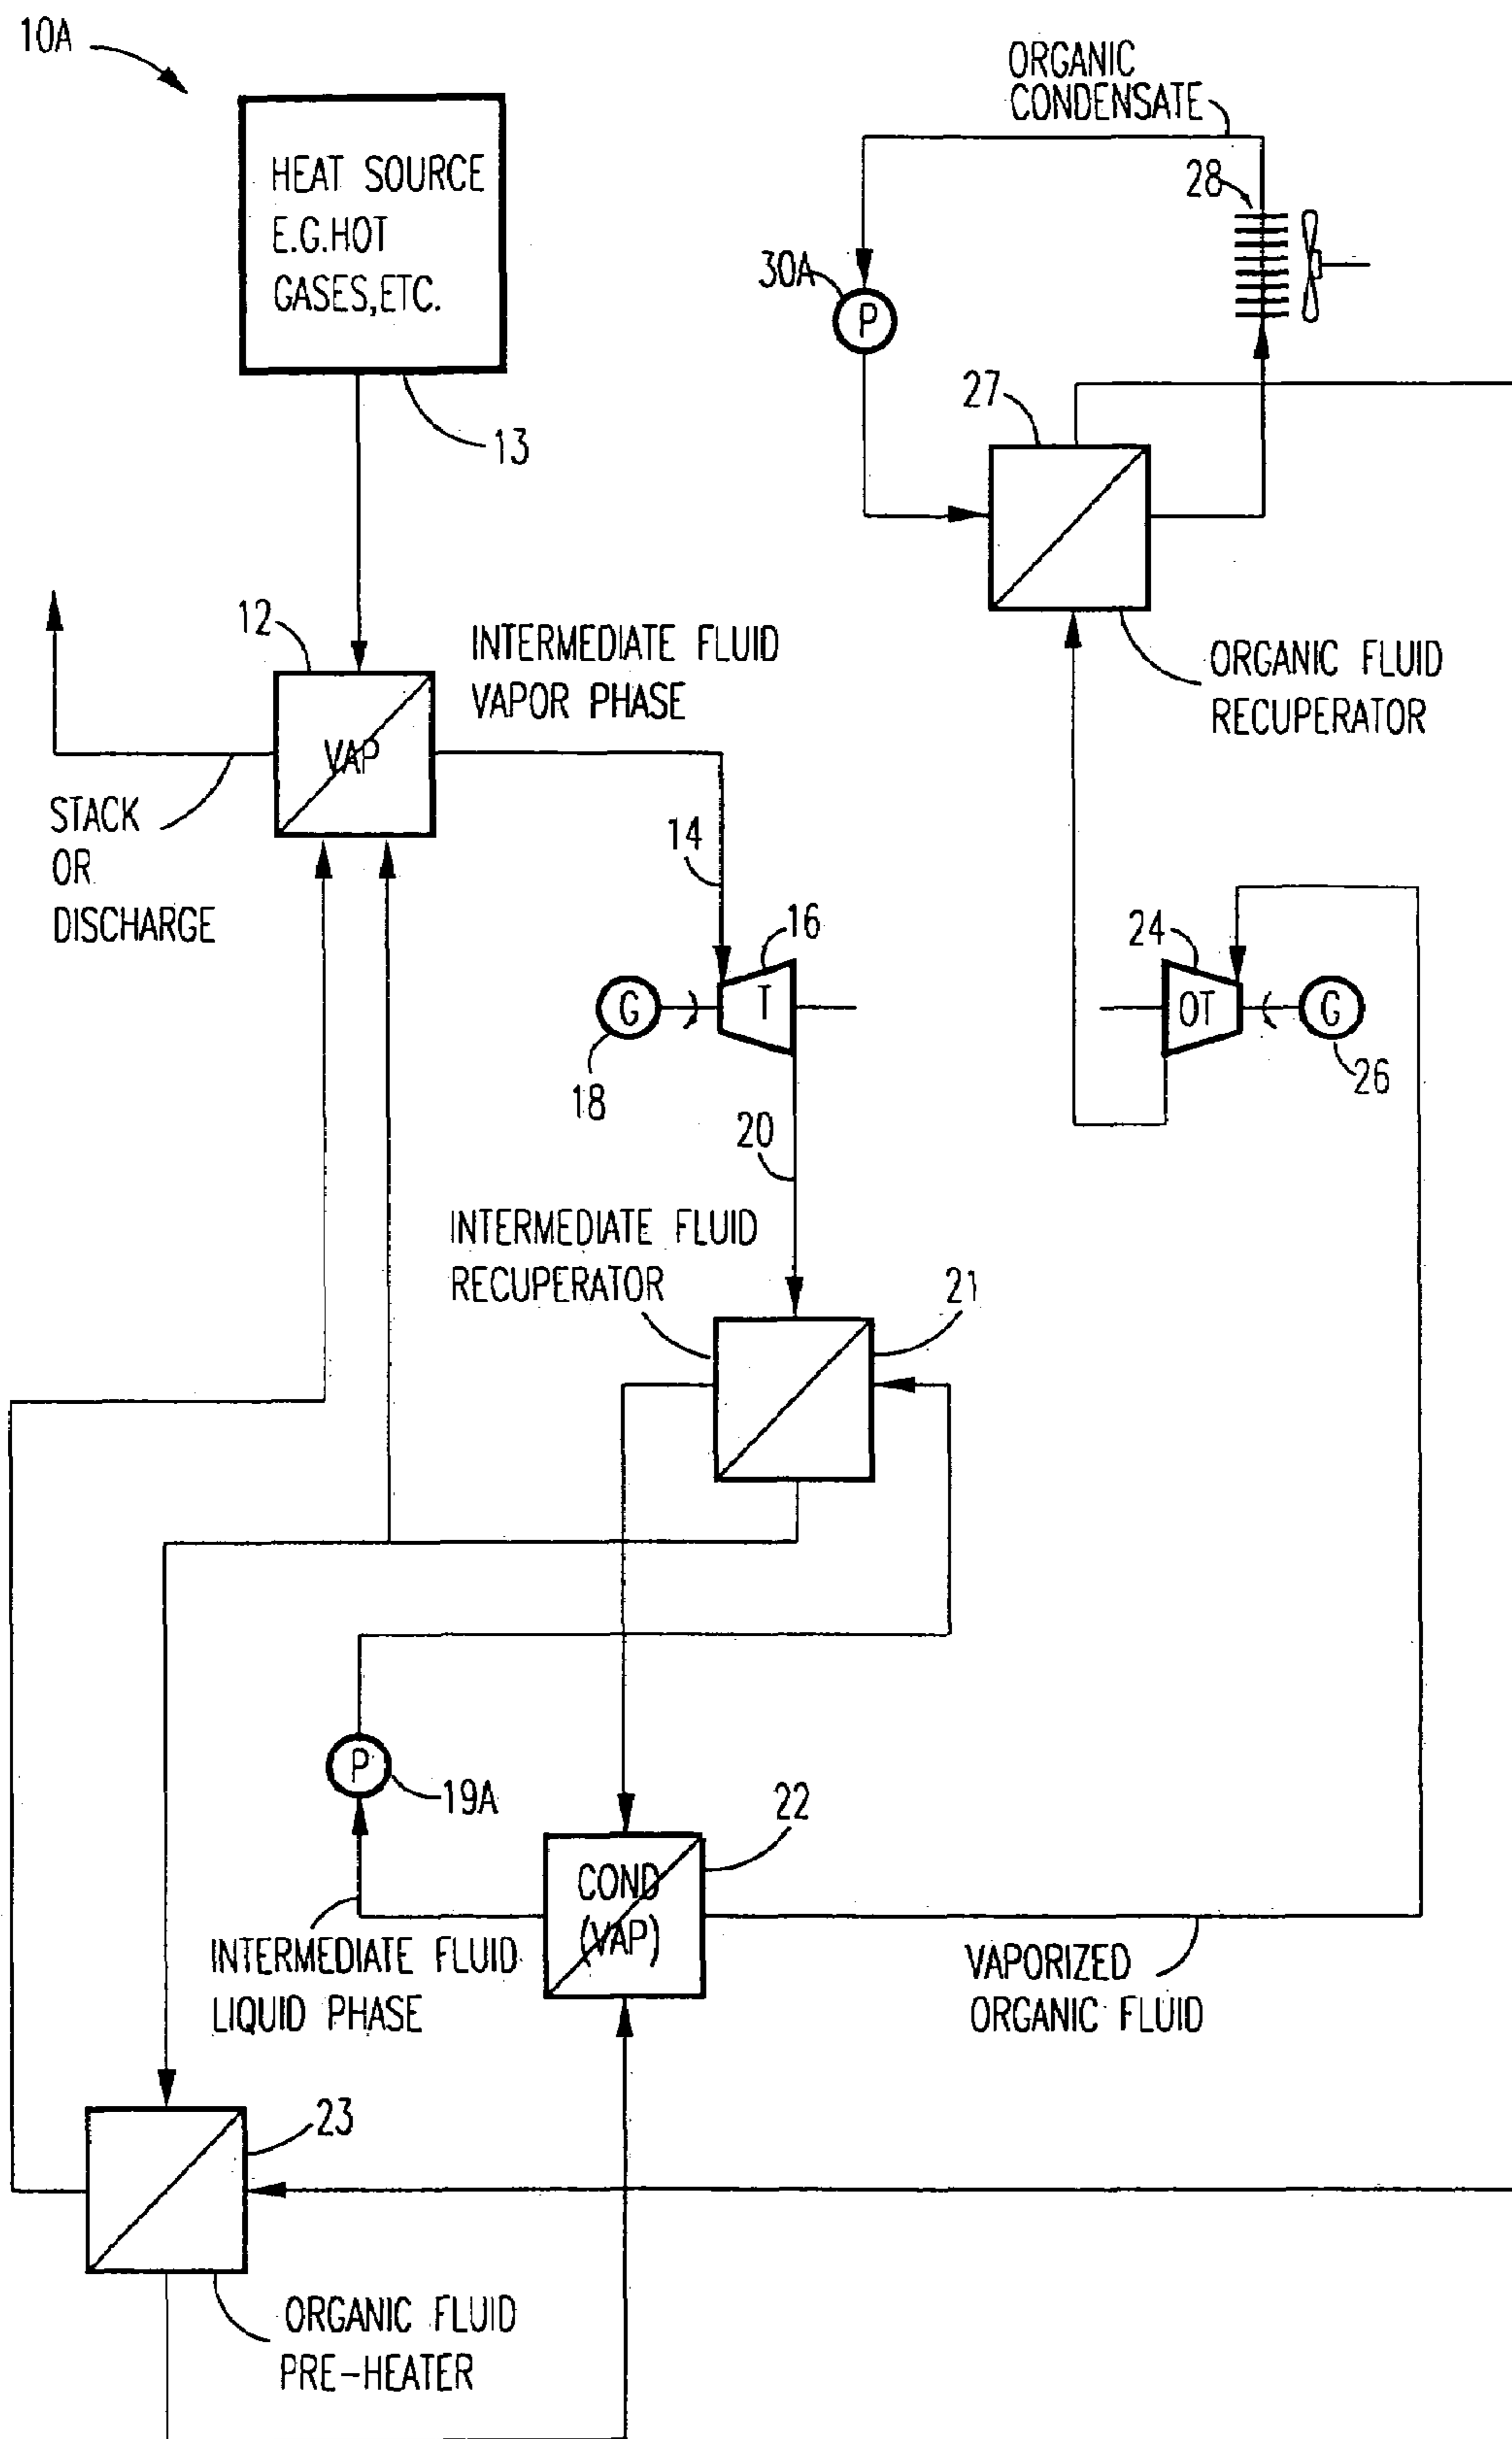 10A
HEAT SOURCE
E.G.HOT
GASES,ETC.
13
ORGANIC
CONDENSATE
28
30A
P
27
ORGANIC FLUID
RECUPERATOR
12
VAP
INTERMEDIATE FLUID
VAPOR PHASE
STACK
OR
DISCHARGE
14
16
G
T
18
20
24
OT
G
26
INTERMEDIATE FLUID
RECUPERATOR
21
P
19A
22
COND
(VAP)
INTERMEDIATE FLUID
LIQUID PHASE
VAPORIZED
ORGANIC FLUID
23
ORGANIC FLUID
PRE-HEATER